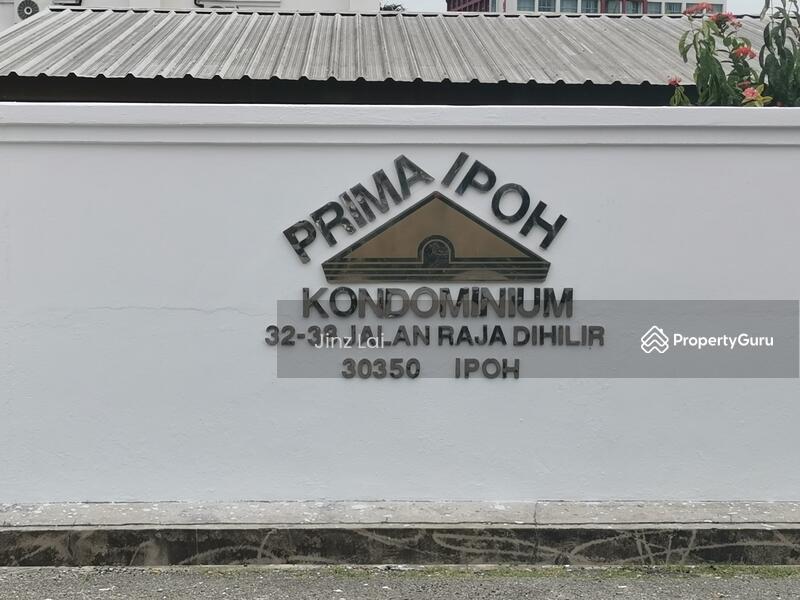 PRIMA IPOH
KONDOMINIUM
32-38 JALAN RAJA DIHILIR
30350 IPOH
Jinz Lai
PropertyGuru